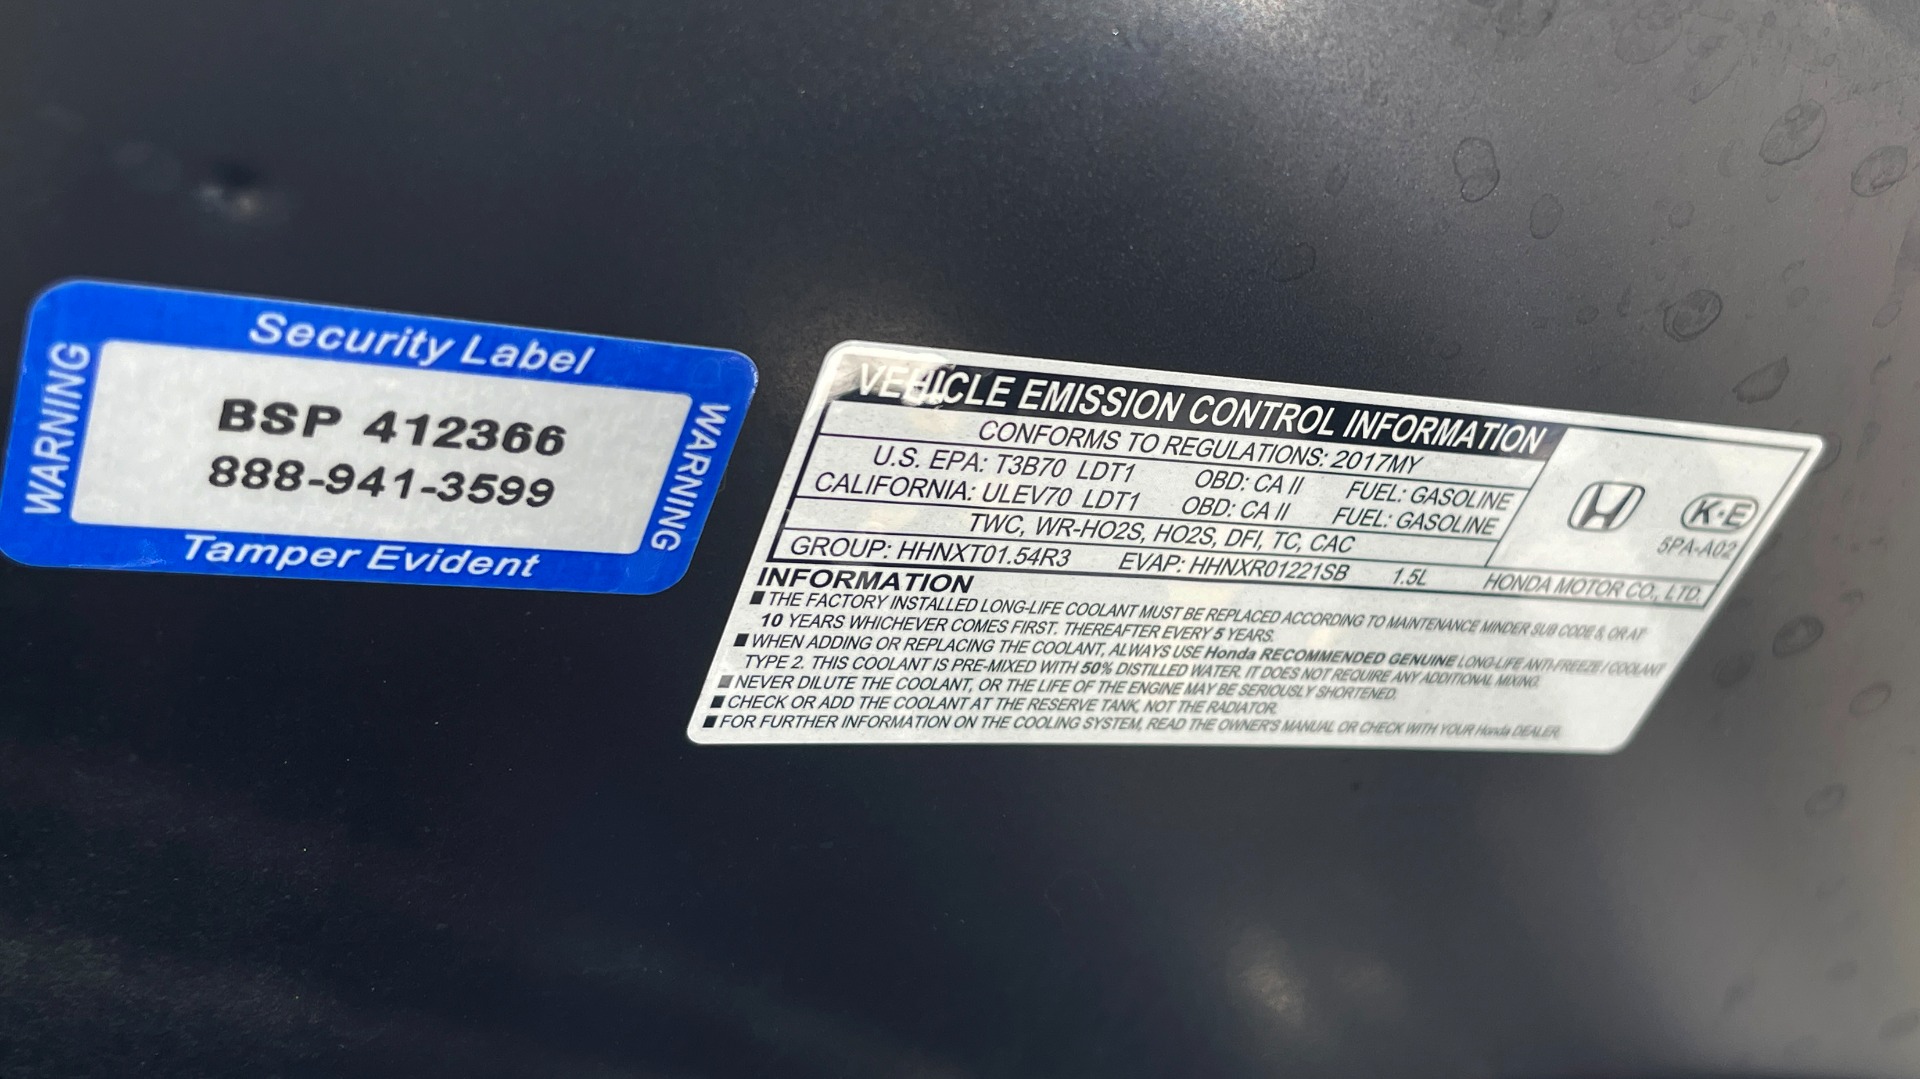 Security Label
WARNING
BSP 412366
888-941-3599
WARNING
Tamper Evident
VEHICLE EMISSION CONTROL INFORMATION
CONFORMS TO REGULATIONS: 2017MY
U.S. EPA: T3B70 LDT1 OBD: CA II FUEL: GASOLINE
CALIFORNIA: ULEV70 LDT1 OBD: CA II FUEL: GASOLINE
TWC, WR-HO2S, HO2S, DFI, TC, CAC
GROUP: HHNXT01.54R3 EVAP: HHNXR01221SB 1.5L HONDA MOTOR CO., LTD.
K·E
5PA-A02
INFORMATION
■ THE FACTORY INSTALLED LONG-LIFE COOLANT MUST BE REPLACED ACCORDING TO MAINTENANCE MINDER SUB CODE 5, OR AT
10 YEARS WHICHEVER COMES FIRST. THEREAFTER EVERY 5 YEARS.
■ WHEN ADDING OR REPLACING THE COOLANT, ALWAYS USE Honda RECOMMENDED GENUINE LONG-LIFE ANTI-FREEZE / COOLANT
TYPE 2. THIS COOLANT IS PRE-MIXED WITH 50% DISTILLED WATER. IT DOES NOT REQUIRE ANY ADDITIONAL MIXING.
■ NEVER DILUTE THE COOLANT, OR THE LIFE OF THE ENGINE MAY BE SERIOUSLY SHORTENED.
■ CHECK OR ADD THE COOLANT AT THE RESERVE TANK, NOT THE RADIATOR.
■ FOR FURTHER INFORMATION ON THE COOLING SYSTEM, READ THE OWNER'S MANUAL OR CHECK WITH YOUR Honda DEALER.